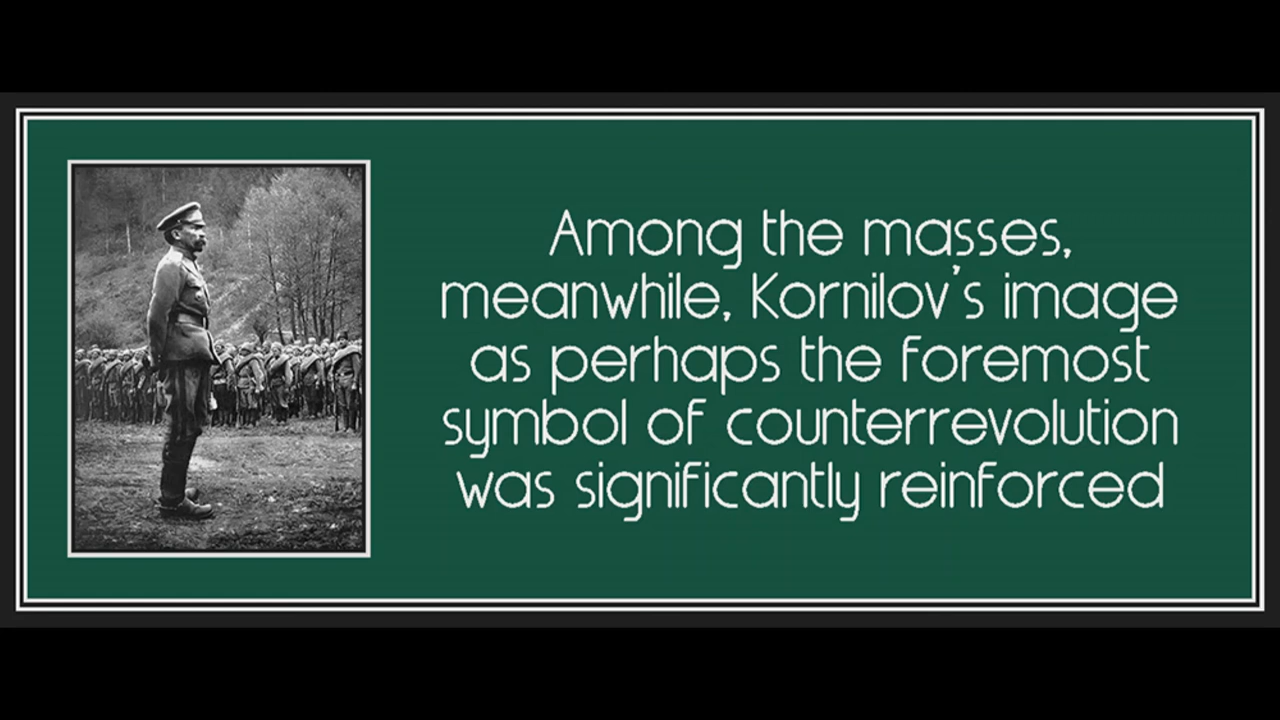 Among the masses,
meanwhile, Kornilov's image
as perhaps the foremost
symbol of counterrevolution
was significantly reinforced